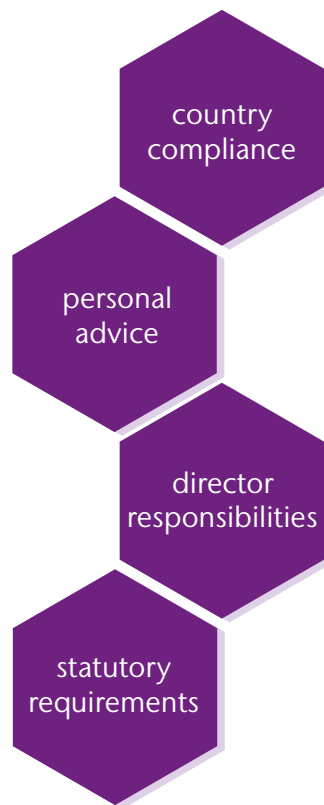 country
compliance
personal
advice
director
responsibilities
statutory
requirements